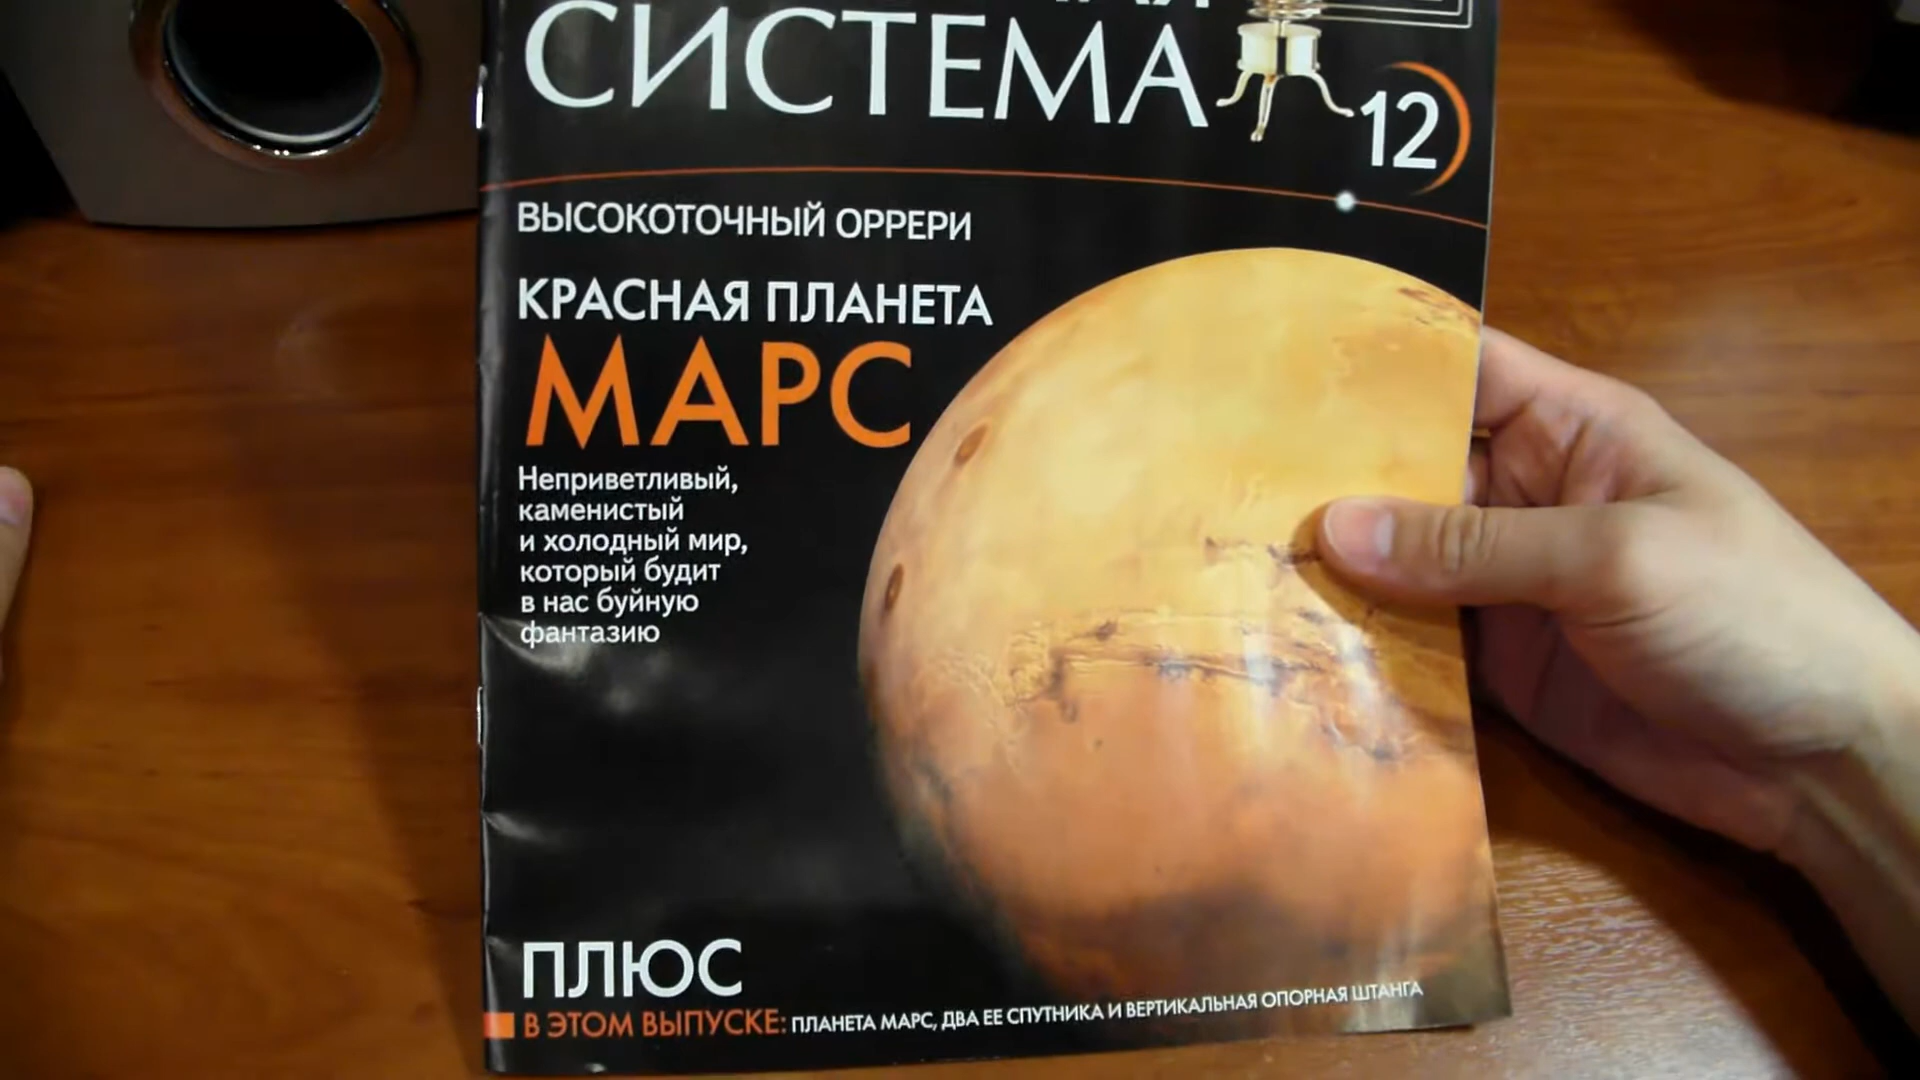 СИСТЕМА
12
ВЫСОКОТОЧНЫЙ ОРРЕРИ
КРАСНАЯ ПЛАНЕТА
МАРС
Неприветливый,
каменистый
и холодный мир,
который будит
в нас буйную
фантазию
ПЛЮС
В ЭТОМ ВЫПУСКЕ: ПЛАНЕТА МАРС, ДВА ЕЕ СПУТНИКА И ВЕРТИКАЛЬНАЯ ОПОРНАЯ ШТАНГА